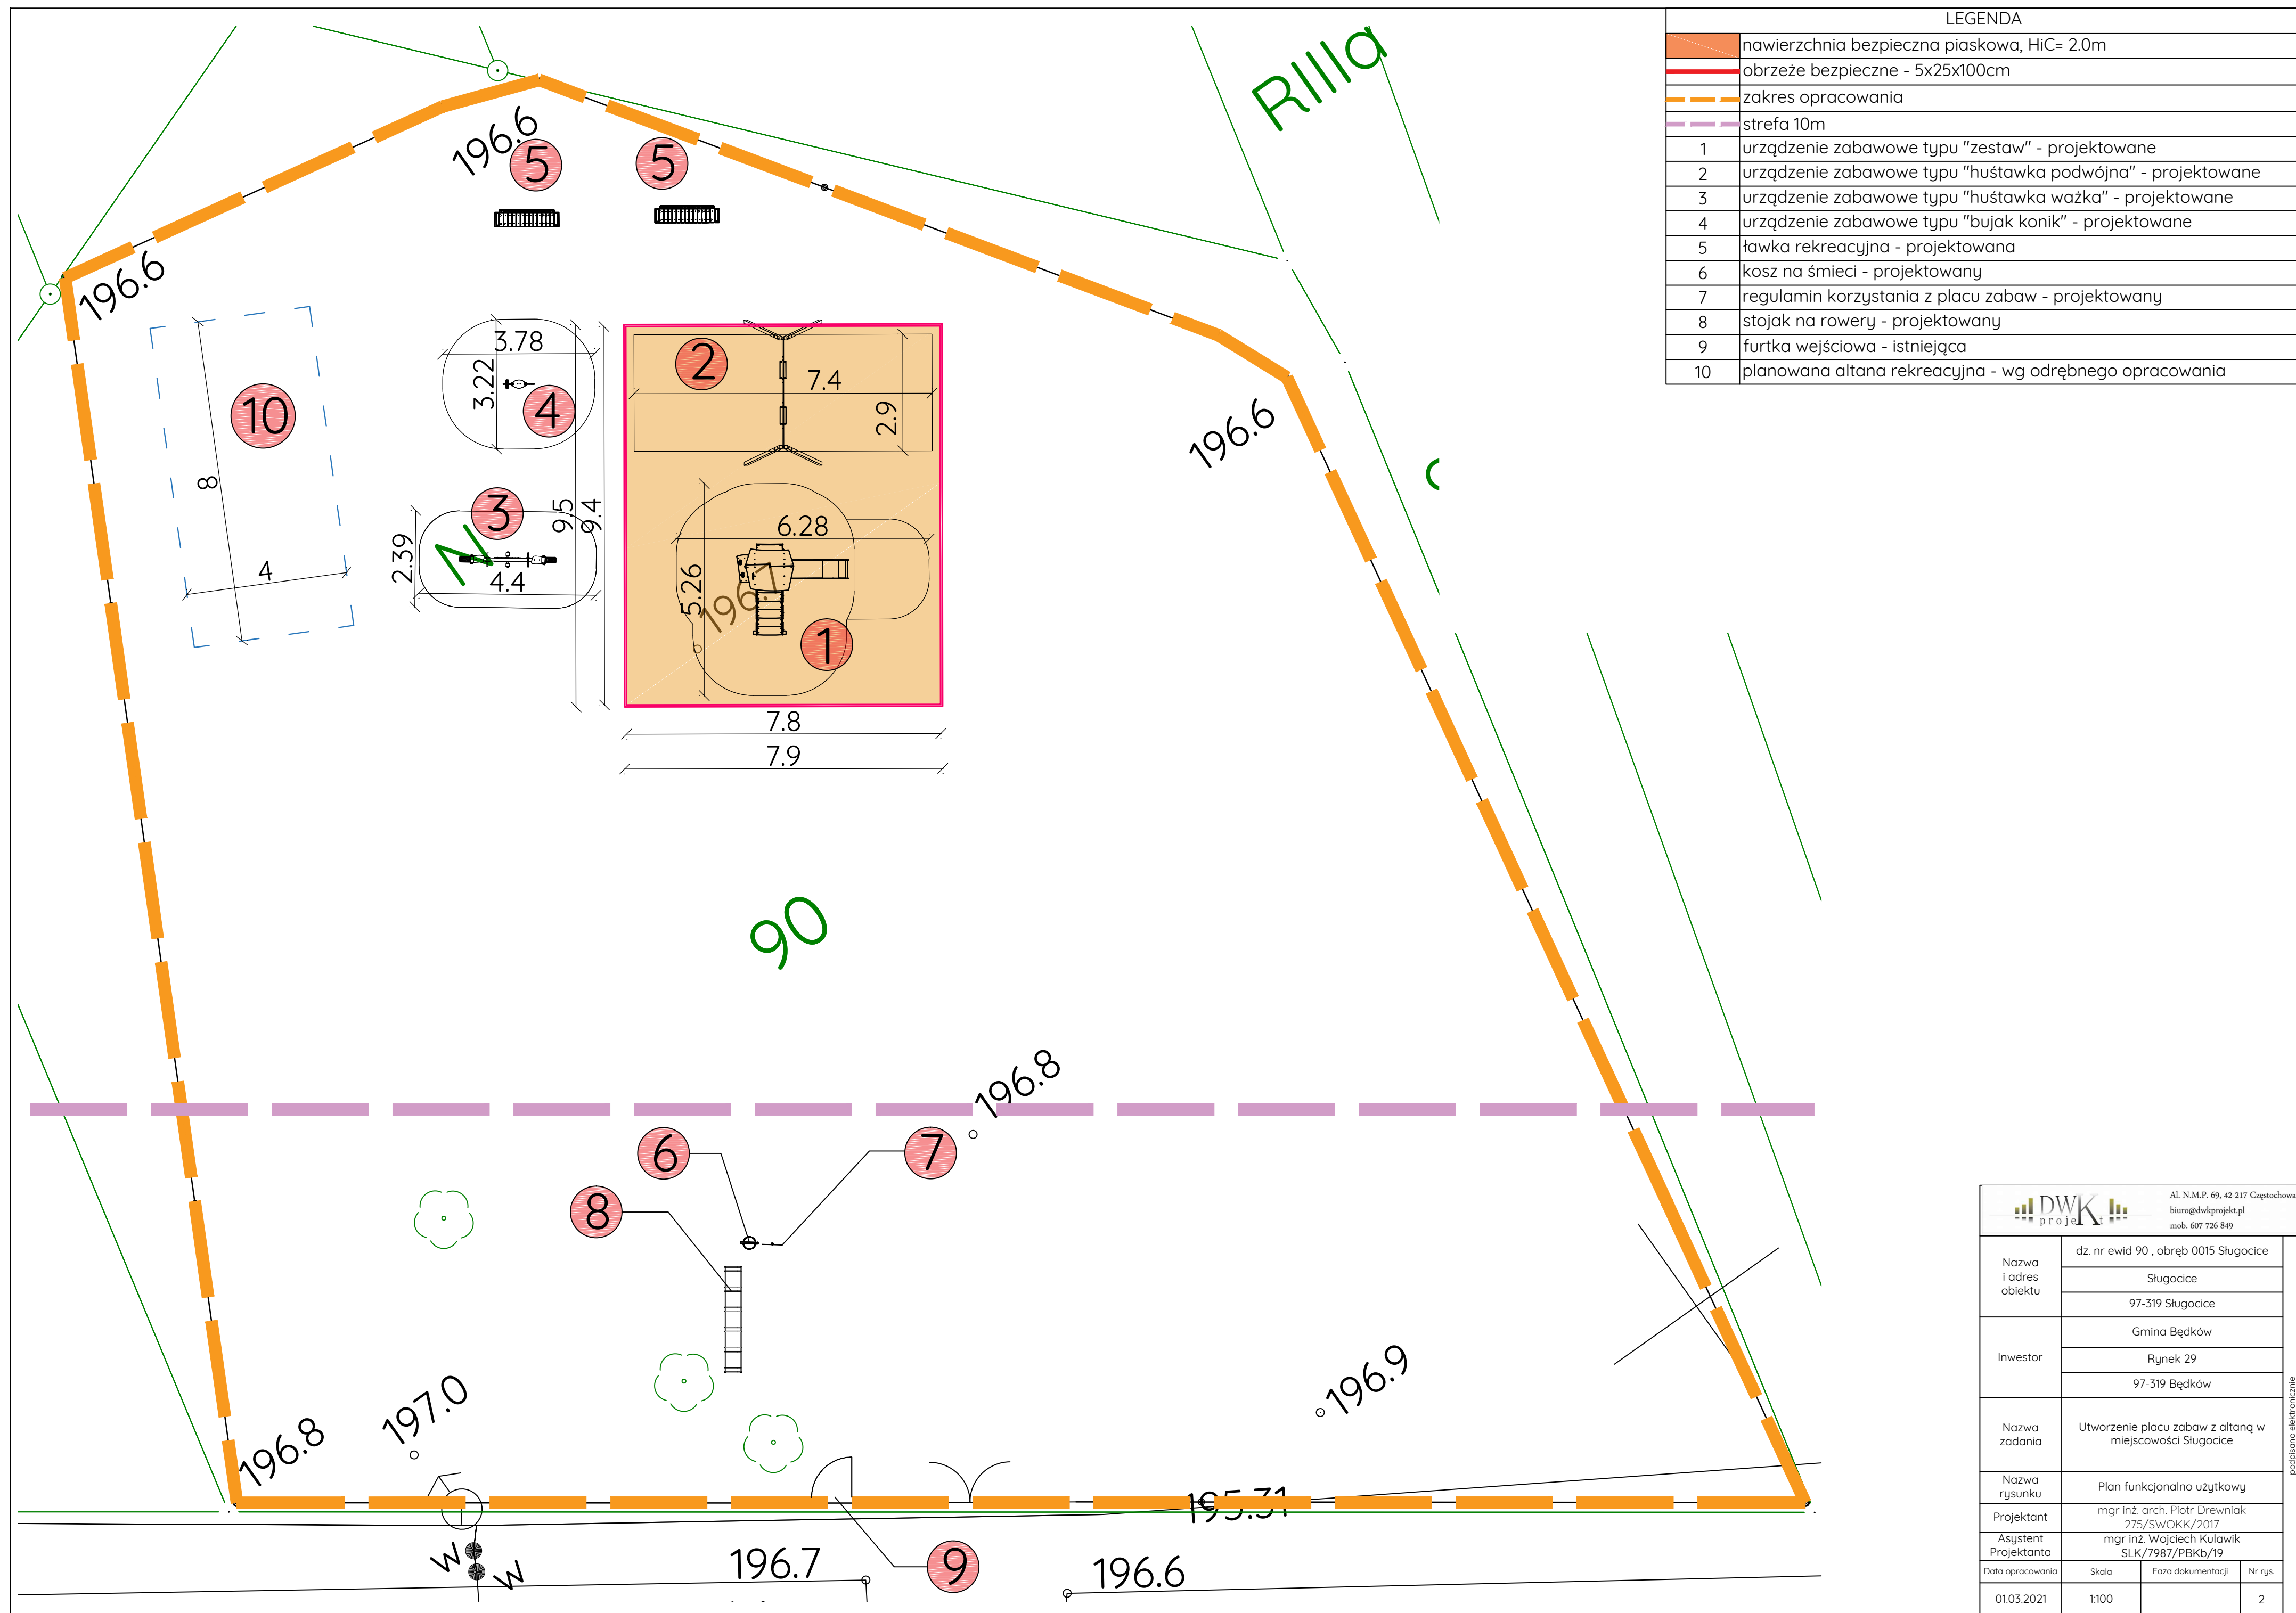 LEGENDA
nawierzchnia bezpieczna piaskowa, HiC= 2.0m
obrzeże bezpieczne - 5x25x100cm
zakres opracowania
strefa 10m
1 urządzenie zabawowe typu "zestaw" - projektowane
2 urządzenie zabawowe typu "huśtawka podwójna" - projektowane
3 urządzenie zabawowe typu "huśtawka ważka" - projektowane
4 urządzenie zabawowe typu "bujak konik" - projektowane
5 ławka rekreacyjna - projektowana
6 kosz na śmieci - projektowany
7 regulamin korzystania z placu zabaw - projektowany
8 stojak na rowery - projektowany
9 furtka wejściowa - istniejąca
10 planowana altana rekreacyjna - wg odrębnego opracowania
RIIIa
196.6
5
5
196.6
3.78
3.22
4
10
8
4
2
7.4
2.9
196.6
3
N
2.39
4.4
9.5
9.4
6.28
5.26
196.7
1
7.8
7.9
90
196.8
6
7
8
196.9
197.0
196.8
195.31
w
w
196.7
9
196.6
DWK
projekt
Al. N.M.P. 69, 42-217 Częstochowa
biuro@dwkprojekt.pl
mob. 607 726 849
Nazwa
i adres
obiektu
dz. nr ewid 90 , obręb 0015 Sługocice
Sługocice
97-319 Sługocice
Inwestor
Gmina Będków
Rynek 29
97-319 Będków
Nazwa
zadania
Utworzenie placu zabaw z altaną w
miejscowości Sługocice
Nazwa
rysunku
Plan funkcjonalno użytkowy
Projektant
mgr inż. arch. Piotr Drewniak
275/SWOKK/2017
Asystent
Projektanta
mgr inż. Wojciech Kulawik
SLK/7987/PBKb/19
Data opracowania Skala Faza dokumentacji Nr rys.
01.03.2021 1:100 2
podpisano elektronicznie